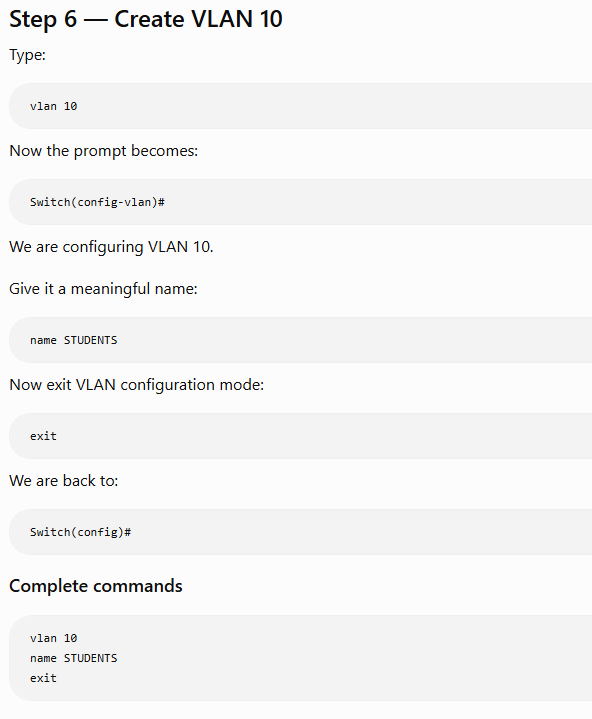 Step 6 — Create VLAN 10
Type:
vlan 10
Now the prompt becomes:
Switch(config-vlan)#
We are configuring VLAN 10.
Give it a meaningful name:
name STUDENTS
Now exit VLAN configuration mode:
exit
We are back to:
Switch(config)#
Complete commands
vlan 10
name STUDENTS
exit